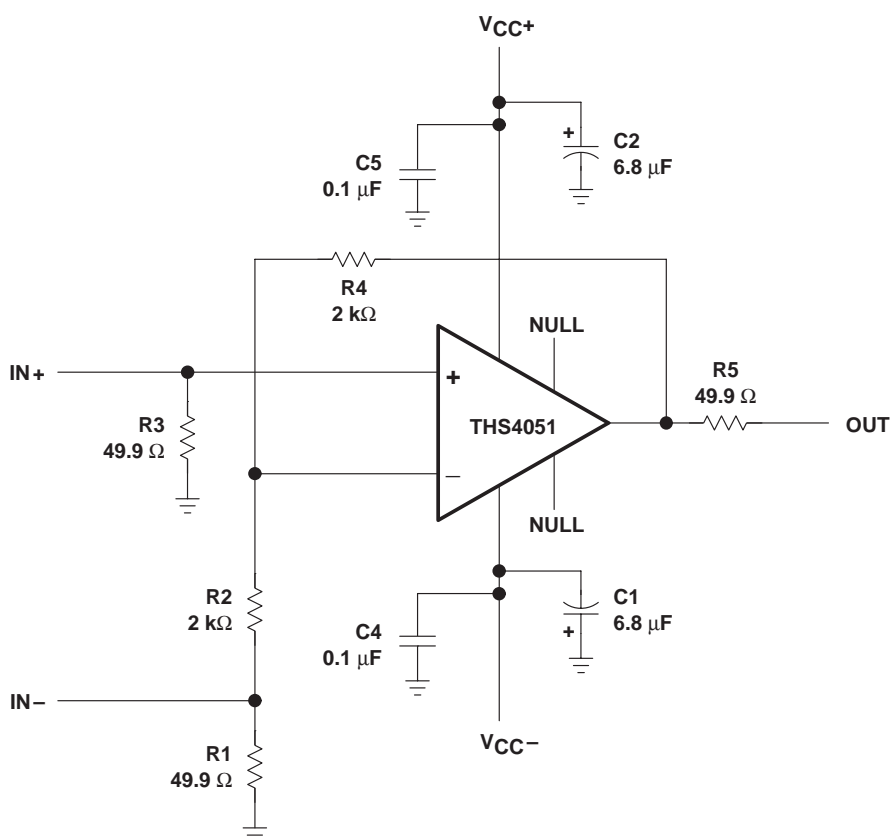 VCC+
C5
0.1 μF
+
C2
6.8 μF
R4
2 kΩ
NULL
IN+
+
R3
49.9 Ω
THS4051
R5
49.9 Ω
OUT
−
NULL
R2
2 kΩ
C4
0.1 μF
C1
6.8 μF
+
IN−
R1
49.9 Ω
VCC−